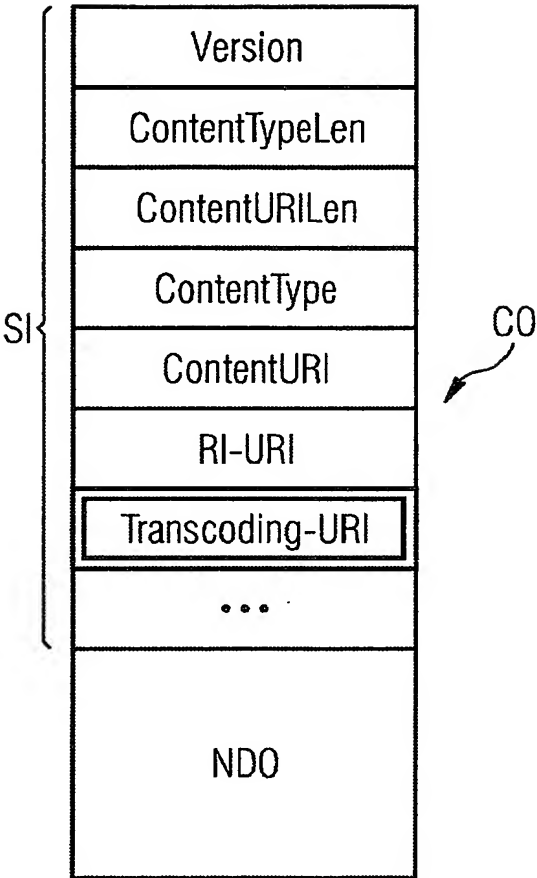 Version
ContentTypeLen
ContentURILen
ContentType
SI
CO
ContentURI
RI-URI
Transcoding-URI
...
NDO